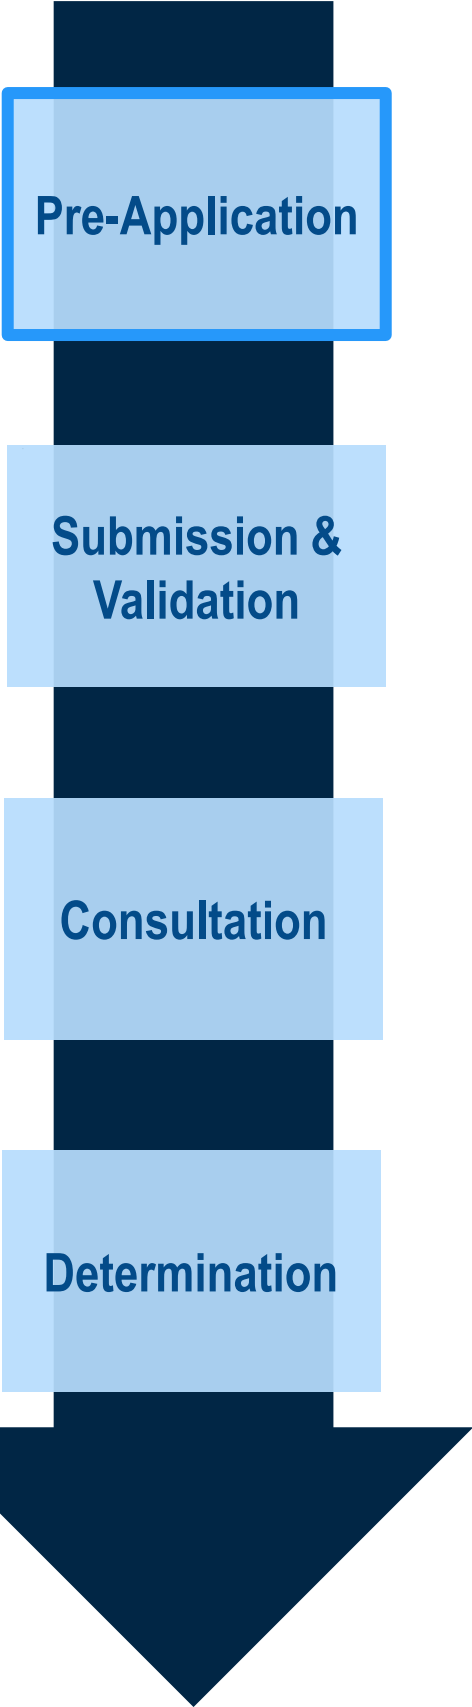 Pre-Application
Submission &
Validation
Consultation
Determination